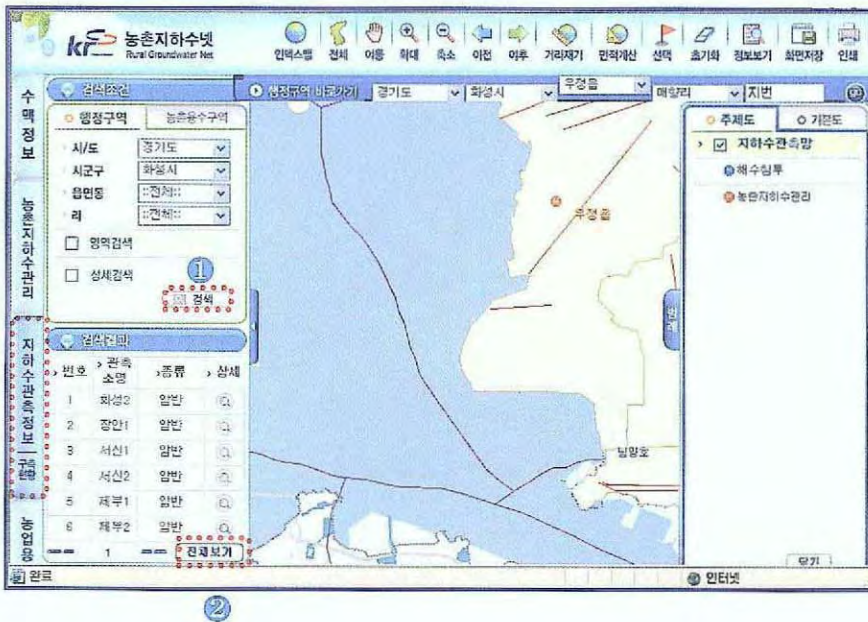 농촌지하수넷
Rural Groundwater Net
인덱스맵 전체 이동 확대 축소 이전 이후 거리재기 면적계산 선택 초기화 정보보기 화면저장 인쇄
검색조건
행정구역 바로가기 경기도 화성시 우정읍 매향리 지번
행정구역 농촌용수구역
시/도 경기도
시군구 화성시
읍면동 ::전체::
리 ::전체::
영역검색
상세검색
①
검색
수맥정보
농촌지하수관리
지하수관측정보
구축현황
농업용
검색결과
번호 관측소명 종류 상세
1 화성3 암반
2 장안1 암반
3 서신1 암반
4 서신2 암반
5 제부1 암반
6 제부2 암반
1 전체보기
우정읍
남양호
범례
주제도 기본도
지하수관측망
해수침투
농촌지하수관리
닫기
완료 인터넷
②